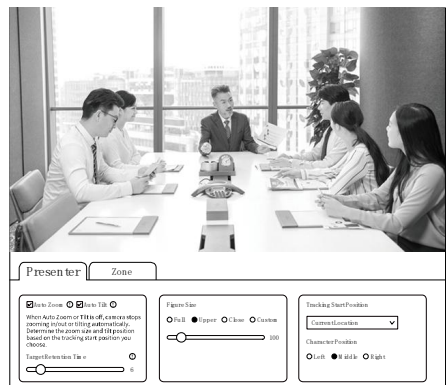 Presenter
Zone
Auto Zoom Auto Tilt
When Auto Zoom or Tilt is off, camera stops
zooming in/out or tilting automatically.
Determine the zoom size and tilt position
based on the tracking start position you
choose.
Target Retention Time
6
Figure Size
Full Upper Close Custom
100
Tracking Start Position
Current Location
Character Position
Left Middle Right